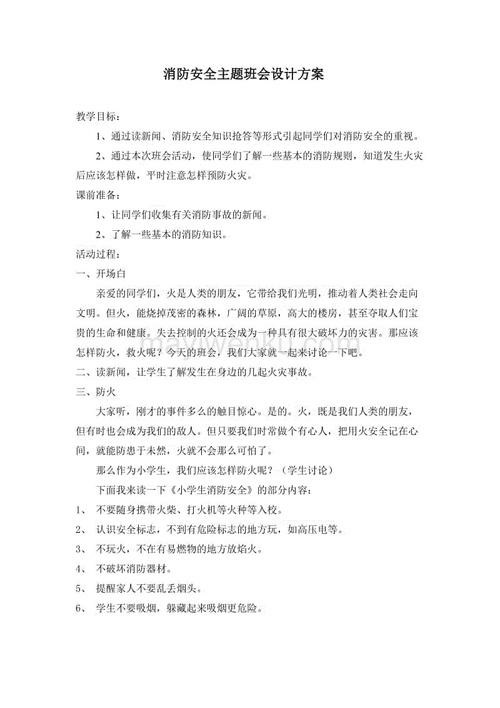 消防安全主题班会设计方案
教学目标：
1、通过读新闻、消防安全知识抢答等形式引起同学们对消防安全的重视。
2、通过本次班会活动，使同学们了解一些基本的消防规则，知道发生火灾
后应该怎样做，平时注意怎样预防火灾。
课前准备：
1、让同学们收集有关消防事故的新闻。
2、了解一些基本的消防知识。
活动过程：
一、开场白
亲爱的同学们，火是人类的朋友，它带给我们光明，推动着人类社会走向
文明。但火，能烧掉茂密的森林，广阔的草原，高大的楼房，甚至夺取人们宝
贵的生命和健康。失去控制的火还会成为一种具有很大破坏力的灾害。那应该
怎样防火，救火呢？今天的班会，我们大家就一起来讨论一下吧。
mayiwenku.com
二、读新闻，让学生了解发生在身边的几起火灾事故。
三、防火
大家听，刚才的事件多么的触目惊心。是的。火，既是我们人类的朋友，
但有时也会成为我们的敌人。但只要我们时常做个有心人，把用火安全记在心
间，就能防患于未然，火就不会那么可怕了。
那么作为小学生，我们应该怎样防火呢？（学生讨论）
下面我来读一下《小学生消防安全》的部分内容：
1、 不要随身携带火柴、打火机等火种等入校。
2、 认识安全标志，不到有危险标志的地方玩，如高压电等。
3、 不玩火，不在有易燃物的地方放焰火。
4、 不破坏消防器材。
5、 提醒家人不要乱丢烟头。
6、 学生不要吸烟，躲藏起来吸烟更危险。